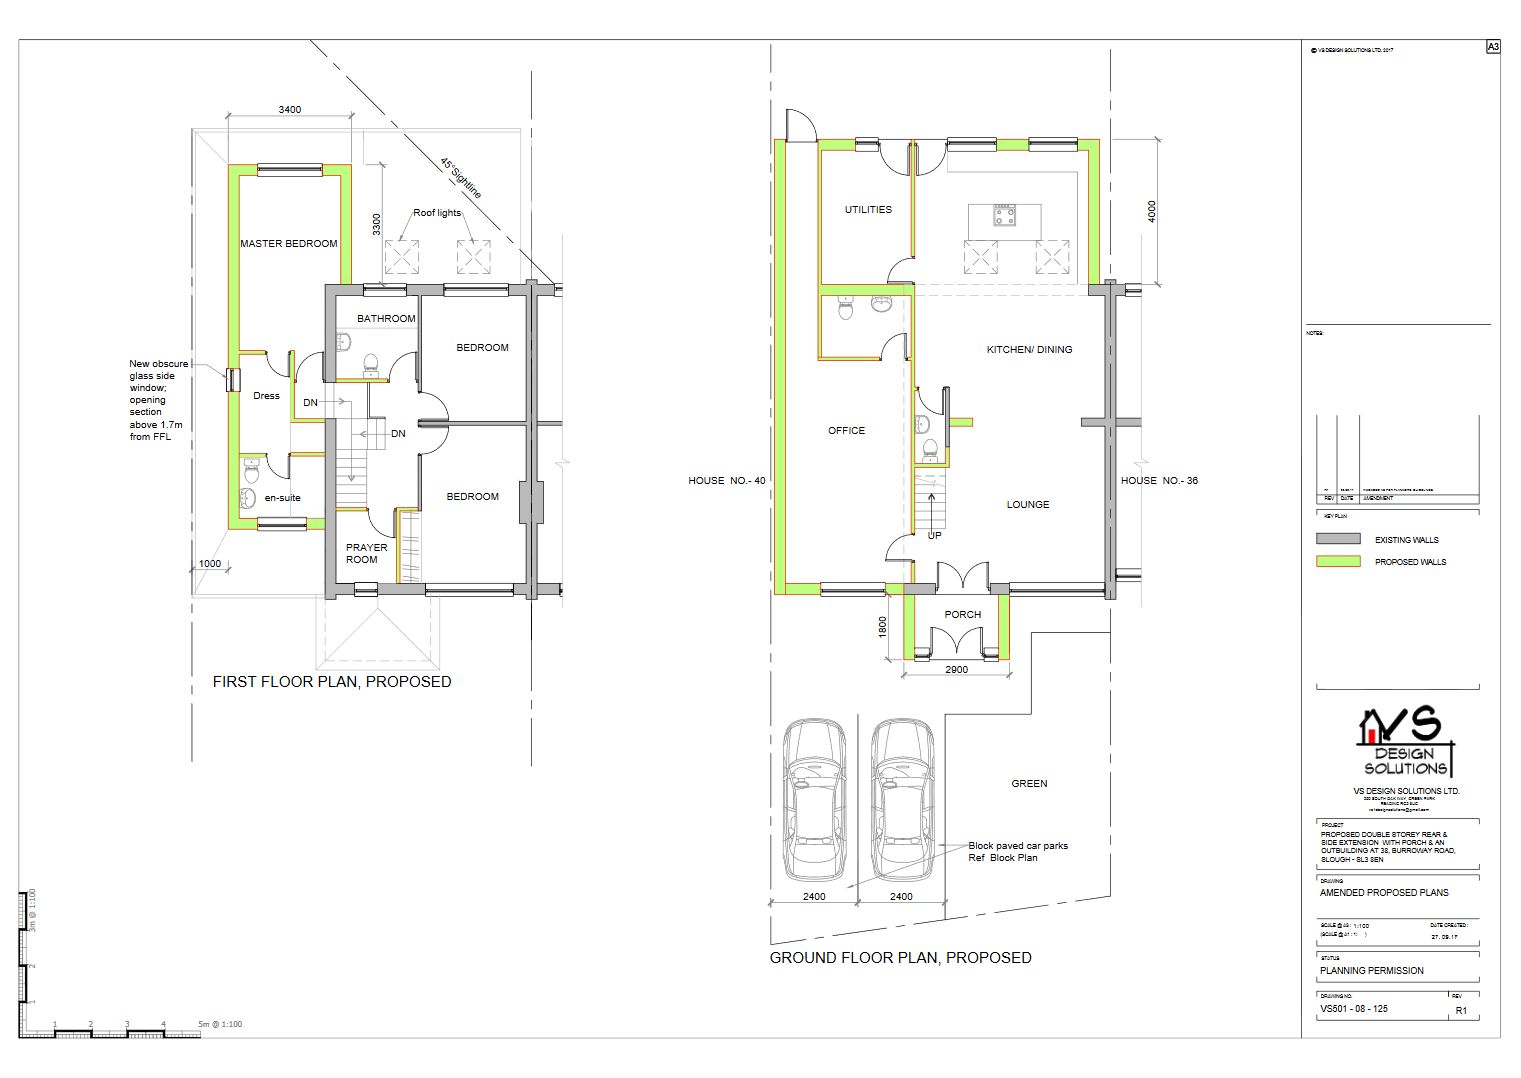 © VS DESIGN SOLUTIONS LTD. 2017
A3
3400
45°Sightline
Roof lights
3300
MASTER BEDROOM
BATHROOM
BEDROOM
New obscure
glass side
window;
opening
section
above 1.7m
from FFL
Dress
DN
DN
en-suite
BEDROOM
PRAYER
ROOM
1000
FIRST FLOOR PLAN, PROPOSED
UTILITIES
4000
KITCHEN/ DINING
OFFICE
HOUSE NO.- 40
HOUSE NO.- 36
LOUNGE
UP
PORCH
1800
2900
GREEN
Block paved car parks
Ref Block Plan
2400
2400
GROUND FLOOR PLAN, PROPOSED
3m @ 1:100
2
1
1
2
3
4
5m @ 1:100
NOTES:
REV DATE AMENDMENT
KEY PLAN
EXISTING WALLS
PROPOSED WALLS
VS
DESIGN
SOLUTIONS
VS DESIGN SOLUTIONS LTD.
PROJECT
PROPOSED DOUBLE STOREY REAR &
SIDE EXTENSION WITH PORCH & AN
OUTBUILDING AT 38, BURROWAY ROAD,
SLOUGH - SL3 8EN
DRAWING
AMENDED PROPOSED PLANS
SCALE @ A3 : 1:100
DATE CREATED :
(SCALE @ A1 : 1: )
27.09.17
STATUS
PLANNING PERMISSION
DRAWING NO.
REV
VS501 - 08 - 125
R1